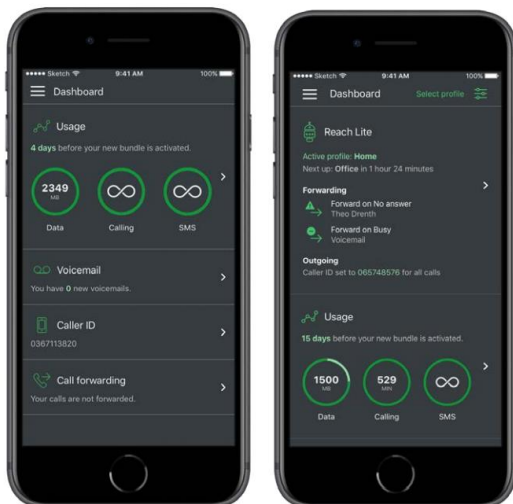 Sketch 9:41 AM 100%
Dashboard
Usage
4 days before your new bundle is activated.
2349
MB
Data
Calling
SMS
Voicemail
You have 0 new voicemails.
Caller ID
0367113820
Call forwarding
Your calls are not forwarded.
Sketch 9:41 AM 100%
Dashboard Select profile
Reach Lite
Active profile: Home
Next up: Office in 1 hour 24 minutes
Forwarding
Forward on No answer
Theo Drenth
Forward on Busy
Voicemail
Outgoing
Caller ID set to 065748576 for all calls
Usage
15 days before your new bundle is activated.
1500
MB
Data
529
MIN
Calling
SMS